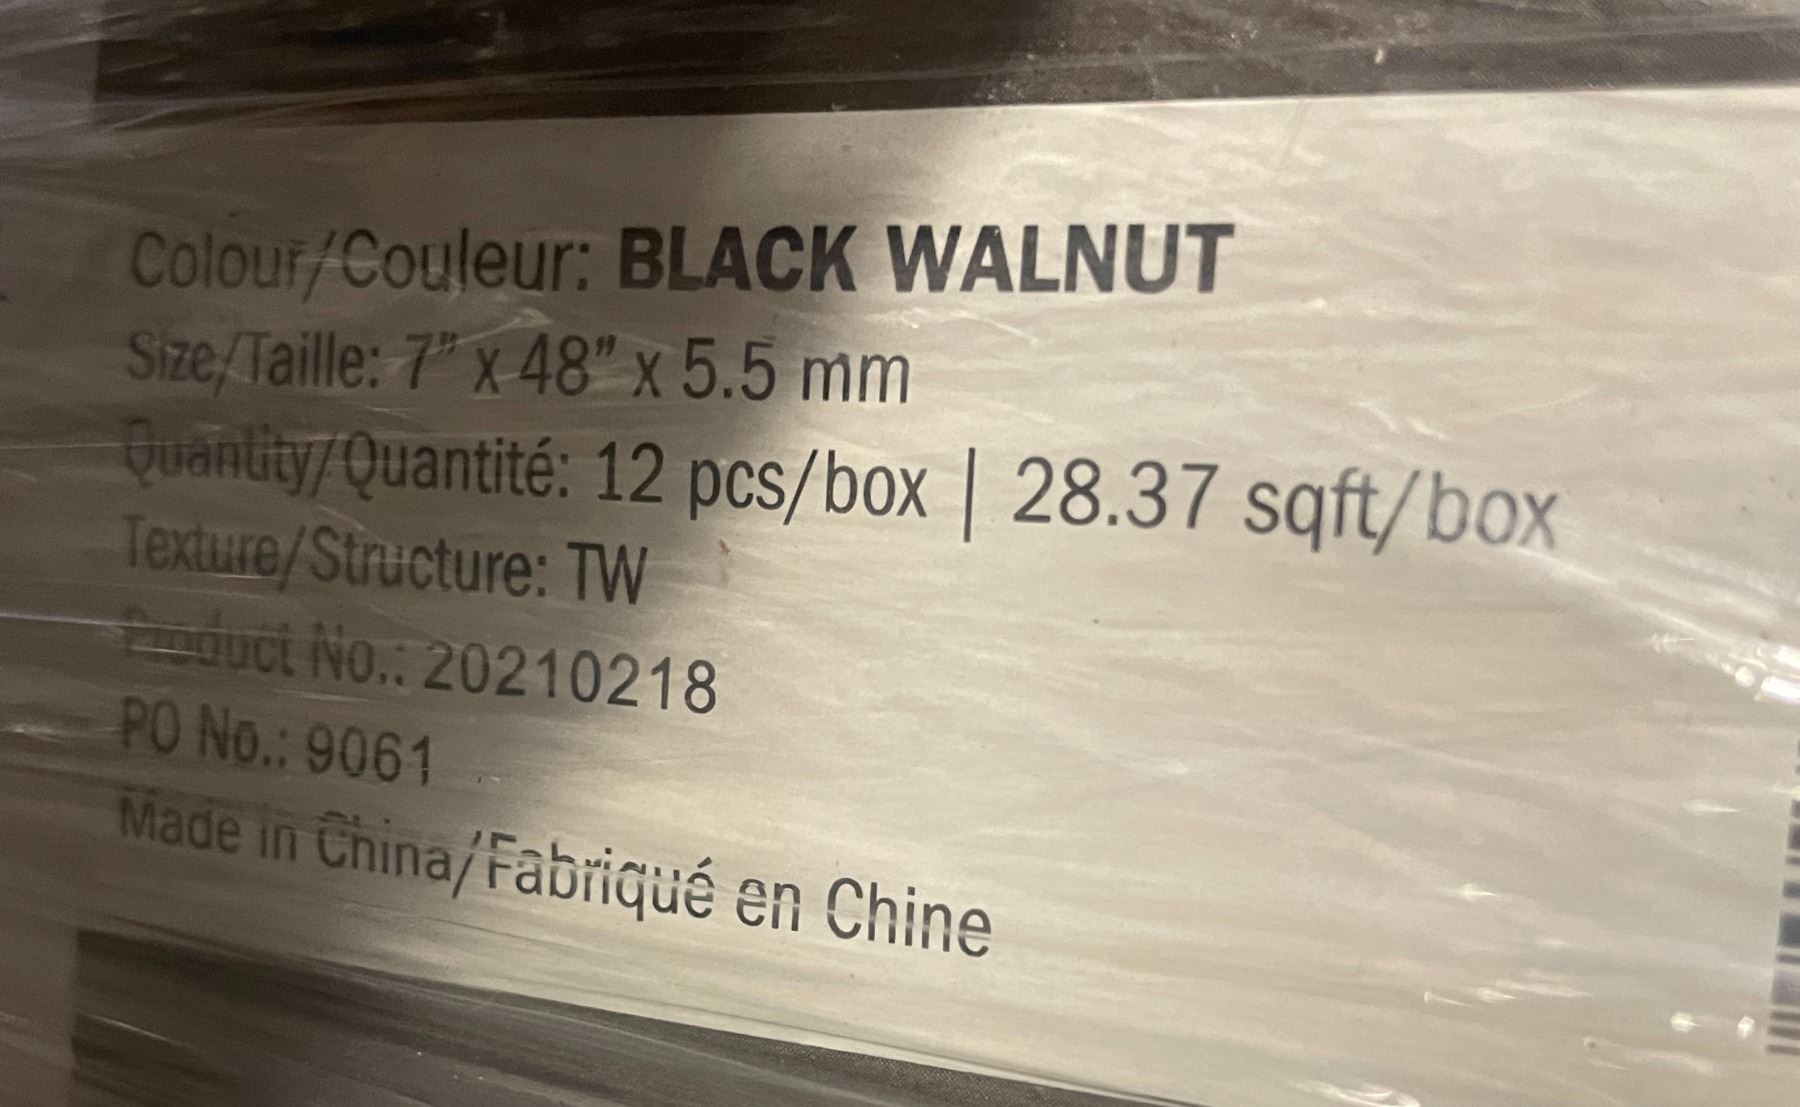 Colour/Couleur: BLACK WALNUT
Size/Taille: 7" x 48" x 5.5 mm
Quantity/Quantité: 12 pcs/box | 28.37 sqft/box
Texture/Structure: TW
Product No.: 20210218
PO No.: 9061
Made in China/Fabriqué en Chine